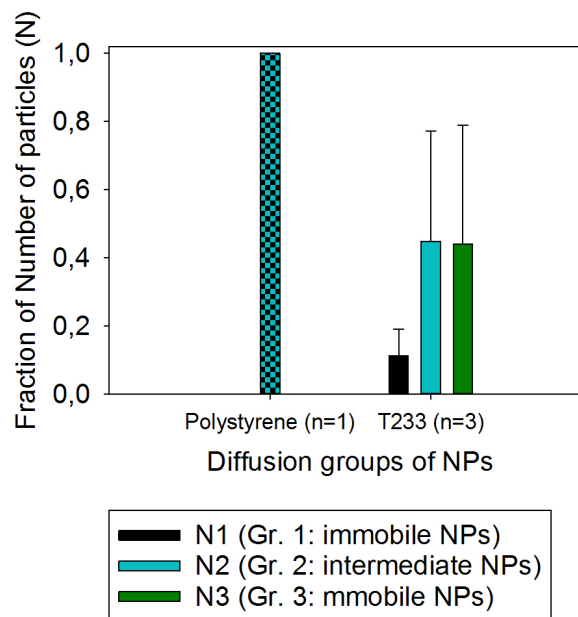 Fraction of Number of particles (N)
1,0
0,8
0,6
0,4
0,2
0,0
Polystyrene (n=1) T233 (n=3)
Diffusion groups of NPs
N1 (Gr. 1: immobile NPs)
N2 (Gr. 2: intermediate NPs)
N3 (Gr. 3: mmobile NPs)